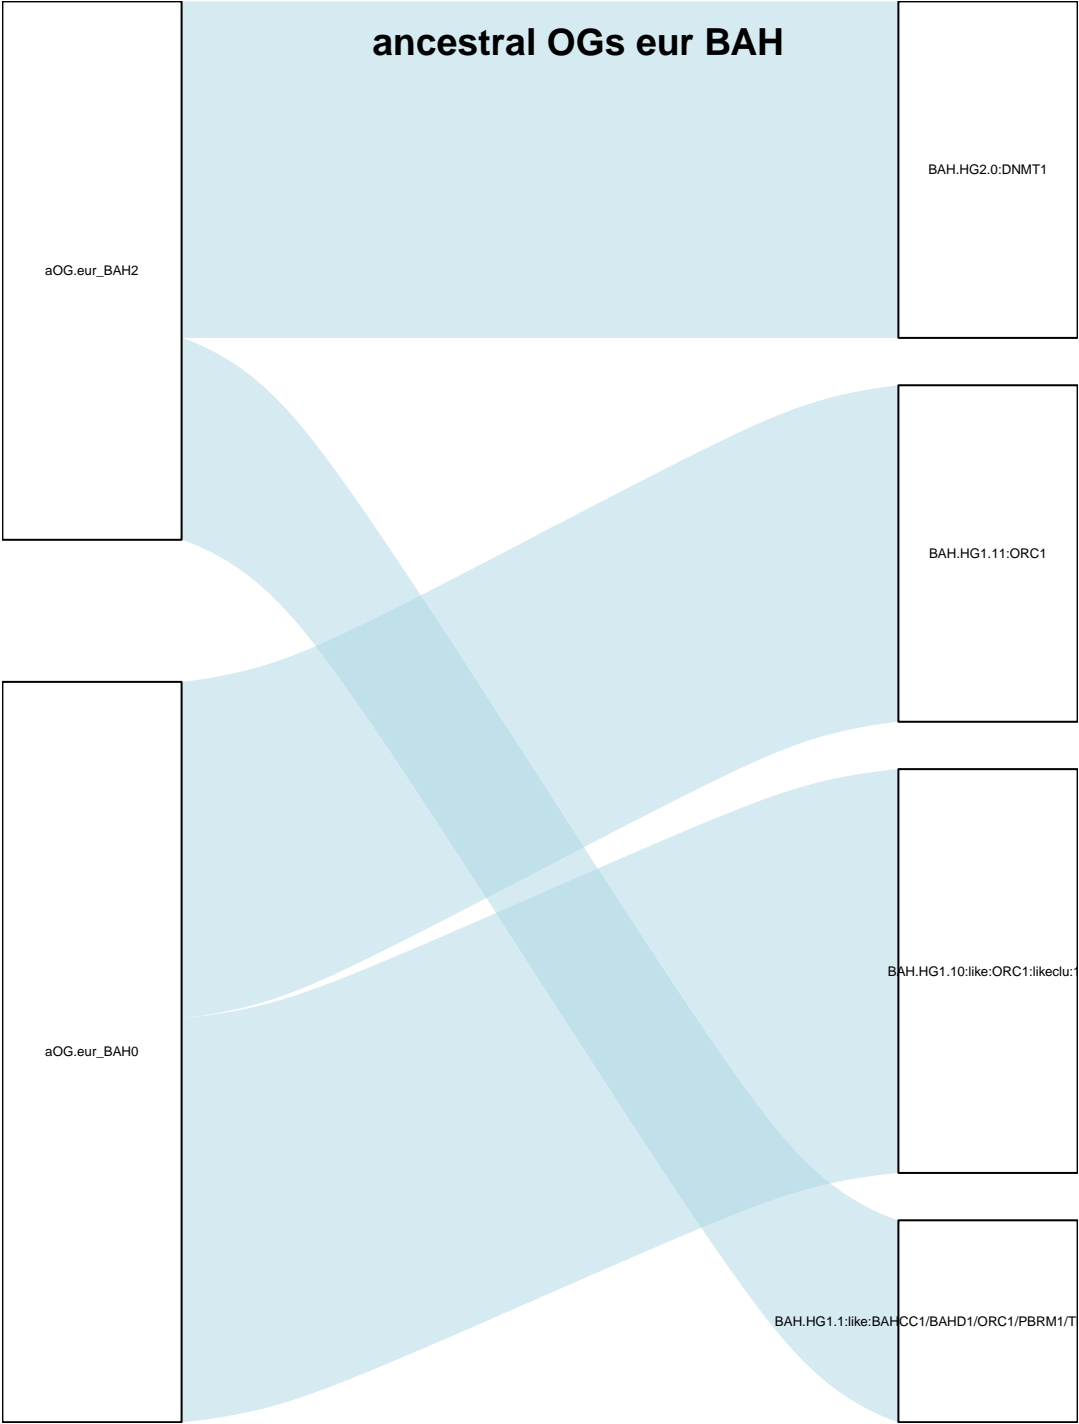 ancestral OGs eur BAH
BAH.HG2.0:DNMT1
aOG.eur_BAH2
BAH.HG1.11:ORC1
BAH.HG1.10:like:ORC1:likeclu:1
aOG.eur_BAH0
BAH.HG1.1:like:BAHCC1/BAHD1/ORC1/PBRM1/T